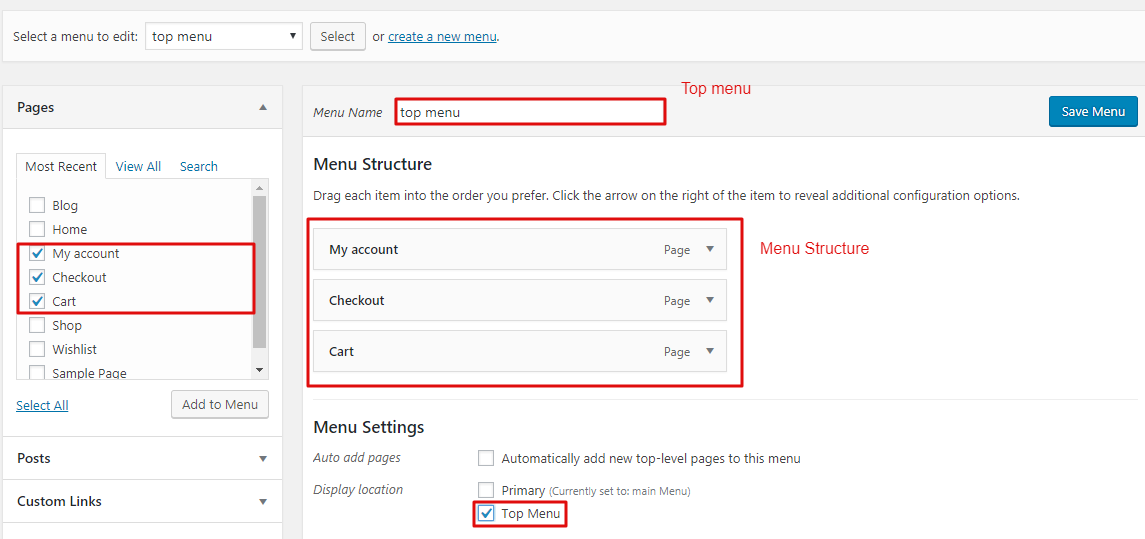 Select a menu to edit: top menu Select or create a new menu.
Pages
Most Recent View All Search
Blog
Home
My account
Checkout
Cart
Shop
Wishlist
Sample Page
Select All Add to Menu
Posts
Custom Links
Top menu
Menu Name top menu Save Menu
Menu Structure
Drag each item into the order you prefer. Click the arrow on the right of the item to reveal additional configuration options.
My account Page
Menu Structure
Checkout Page
Cart Page
Menu Settings
Auto add pages Automatically add new top-level pages to this menu
Display location Primary (Currently set to: main Menu)
Top Menu